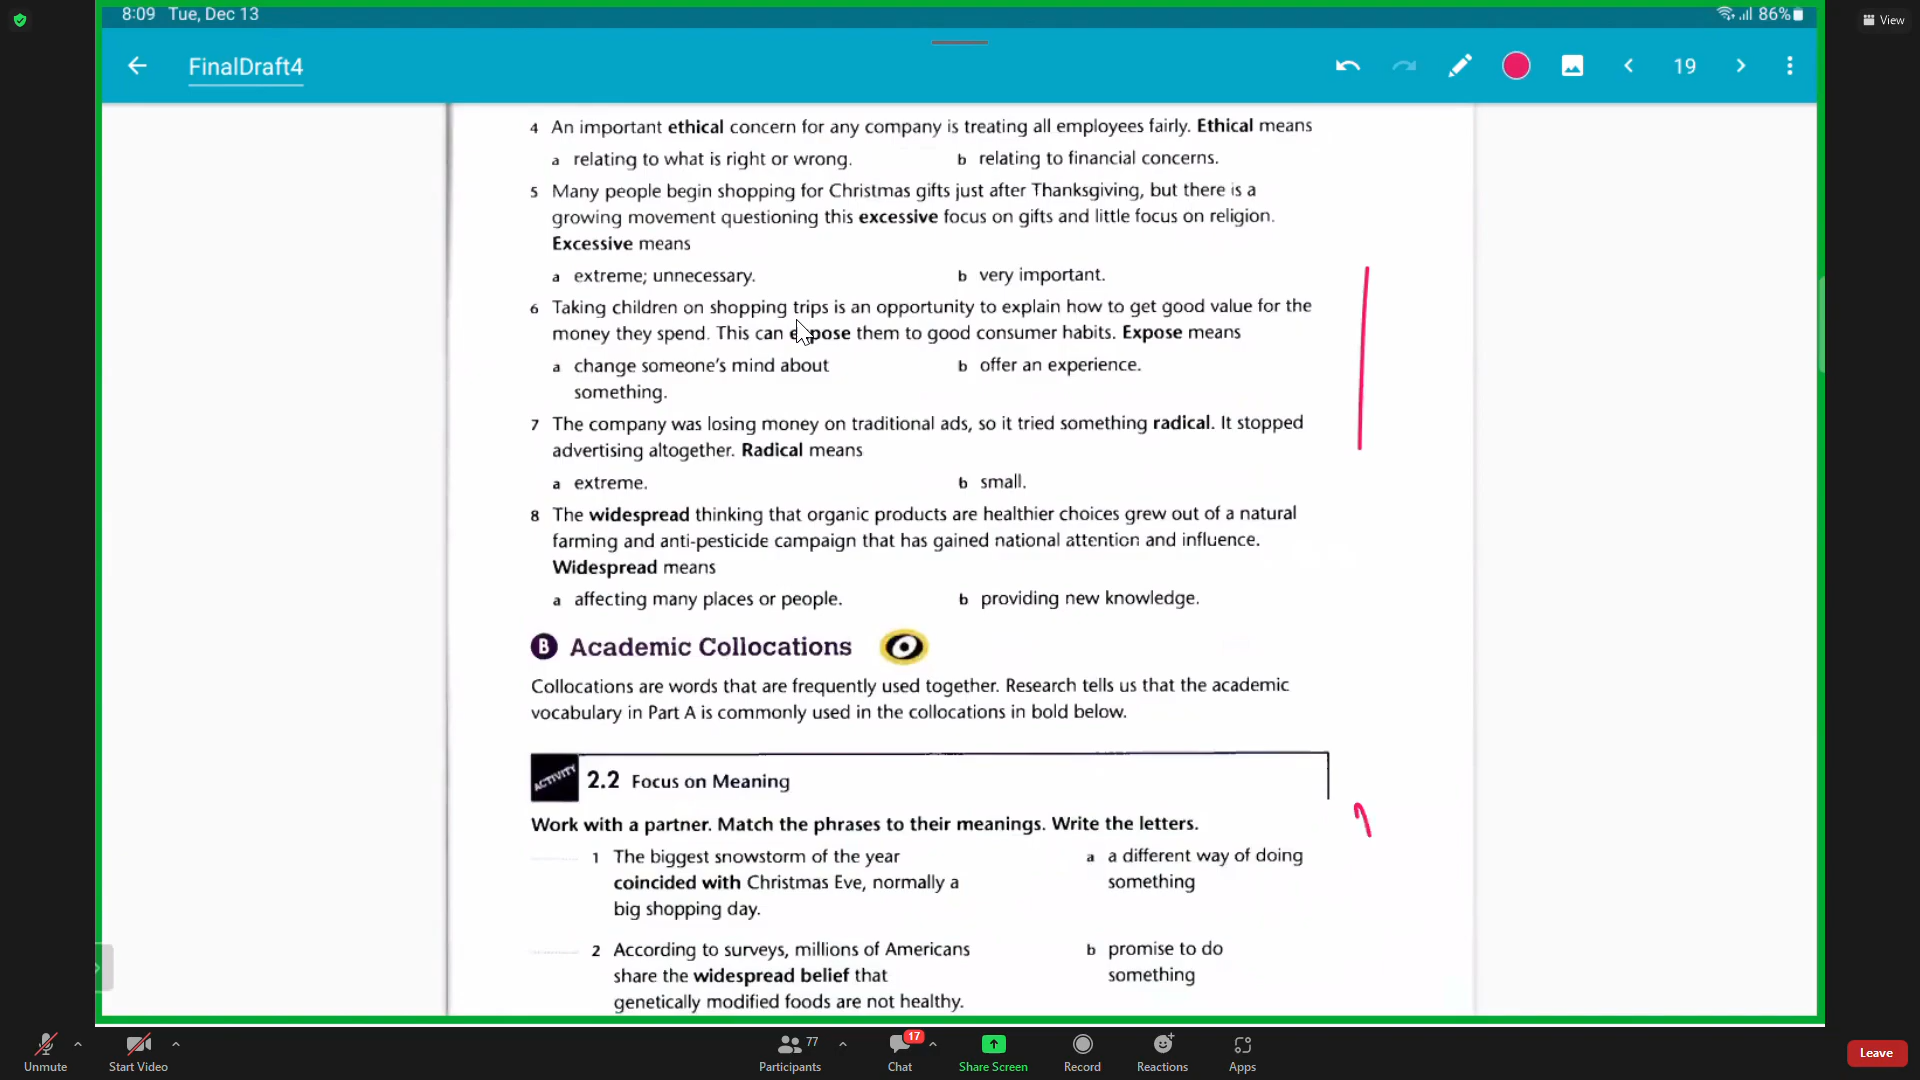 8:09 Tue, Dec 13
86%
View
FinalDraft4
19
4 An important ethical concern for any company is treating all employees fairly. Ethical means
a relating to what is right or wrong. b relating to financial concerns.
5 Many people begin shopping for Christmas gifts just after Thanksgiving, but there is a
growing movement questioning this excessive focus on gifts and little focus on religion.
Excessive means
a extreme; unnecessary. b very important.
6 Taking children on shopping trips is an opportunity to explain how to get good value for the
money they spend. This can expose them to good consumer habits. Expose means
a change someone's mind about b offer an experience.
something.
7 The company was losing money on traditional ads, so it tried something radical. It stopped
advertising altogether. Radical means
a extreme. b small.
8 The widespread thinking that organic products are healthier choices grew out of a natural
farming and anti-pesticide campaign that has gained national attention and influence.
Widespread means
a affecting many places or people. b providing new knowledge.
B Academic Collocations
Collocations are words that are frequently used together. Research tells us that the academic
vocabulary in Part A is commonly used in the collocations in bold below.
ACTIVITY 2.2 Focus on Meaning
Work with a partner. Match the phrases to their meanings. Write the letters.
1 The biggest snowstorm of the year a a different way of doing
coincided with Christmas Eve, normally a something
big shopping day.
2 According to surveys, millions of Americans b promise to do
share the widespread belief that something
genetically modified foods are not healthy.
Unmute
Start Video
77
Participants
17
Chat
Share Screen
Record
Reactions
Apps
Leave